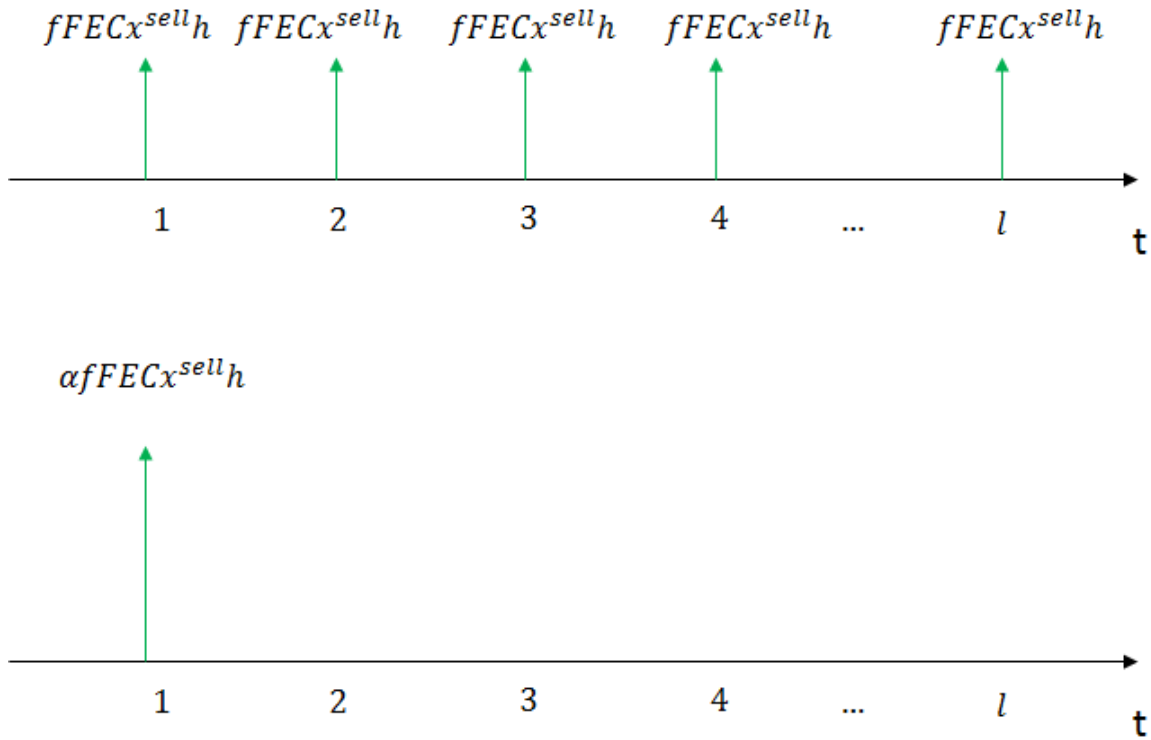 fFECx^{sell}h fFECx^{sell}h fFECx^{sell}h fFECx^{sell}h fFECx^{sell}h
1 2 3 4 ... l
t
αfFECx^{sell}h
1 2 3 4 ... l
t